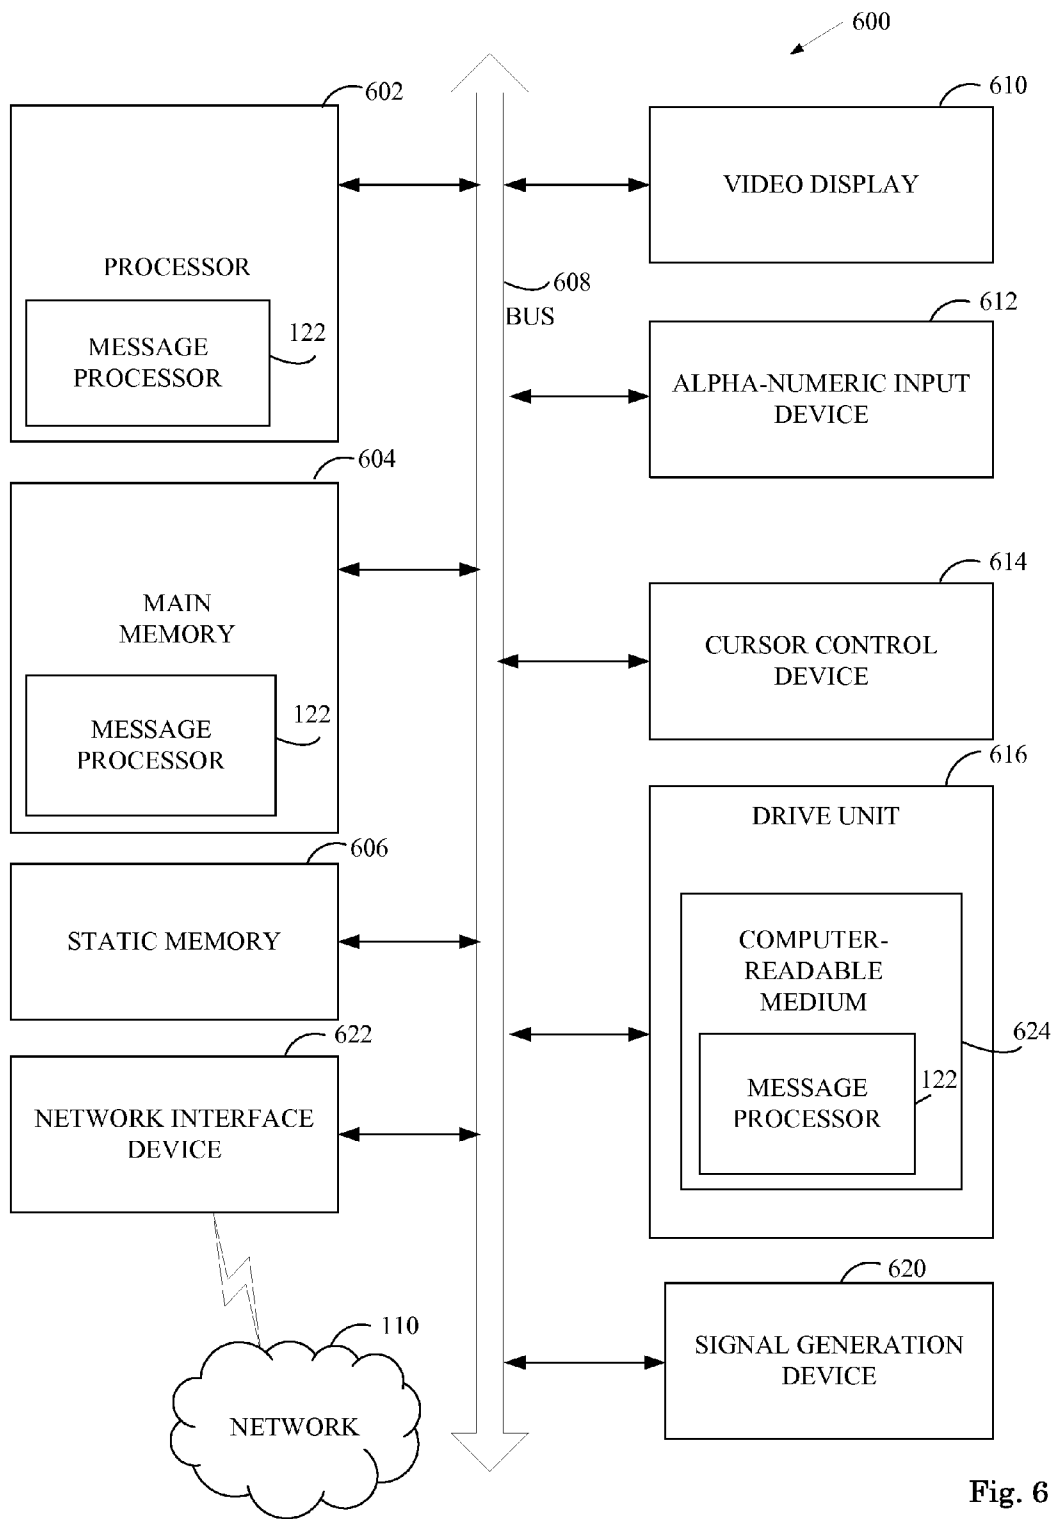 600
602
PROCESSOR
122
MESSAGE
PROCESSOR
604
MAIN
MEMORY
122
MESSAGE
PROCESSOR
606
STATIC MEMORY
622
NETWORK INTERFACE
DEVICE
110
NETWORK
608
BUS
610
VIDEO DISPLAY
612
ALPHA-NUMERIC INPUT
DEVICE
614
CURSOR CONTROL
DEVICE
616
DRIVE UNIT
COMPUTER-
READABLE
MEDIUM
624
122
MESSAGE
PROCESSOR
620
SIGNAL GENERATION
DEVICE
Fig. 6